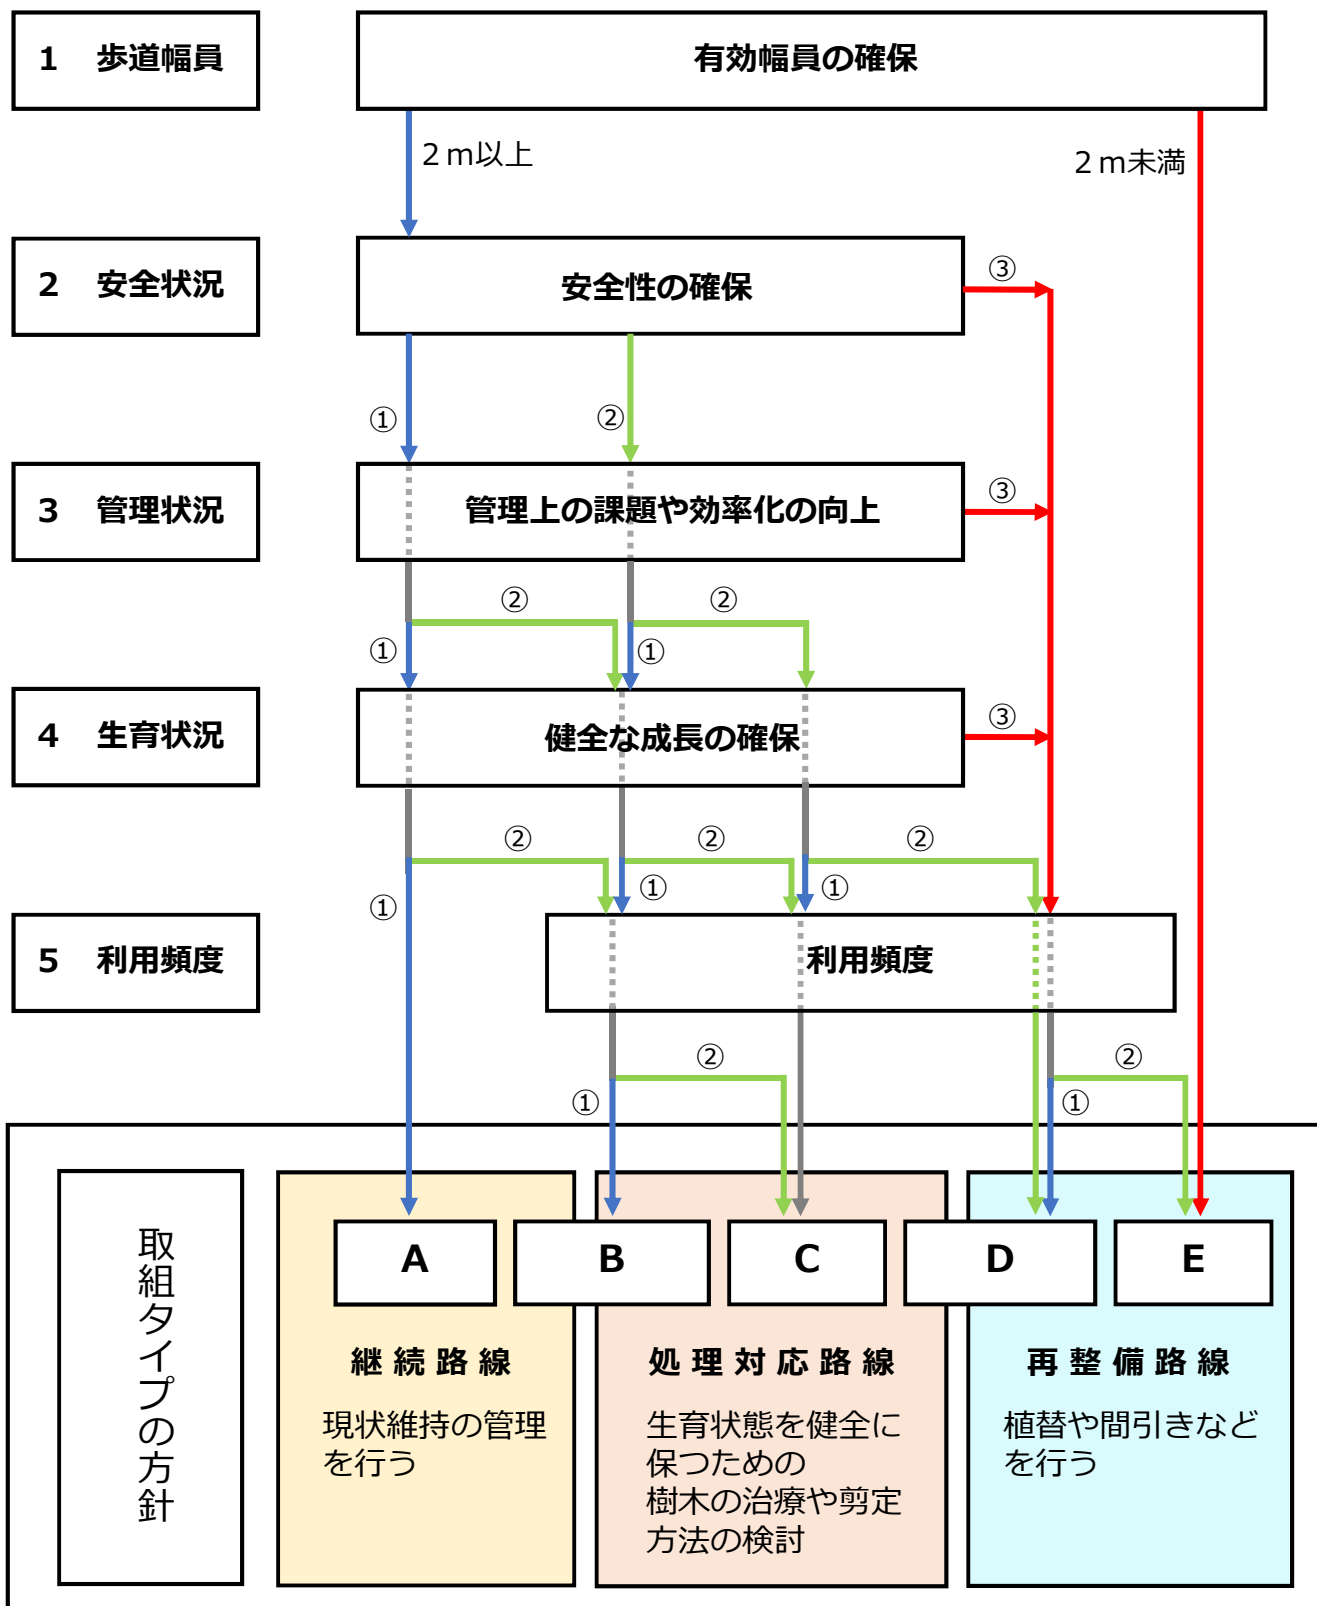 1 歩道幅員
有効幅員の確保
２ｍ以上
２ｍ未満
2 安全状況
安全性の確保
③
①
②
3 管理状況
管理上の課題や効率化の向上
③
②
②
①
①
4 生育状況
健全な成長の確保
③
②
②
②
①
①
①
5 利用頻度
利用頻度
②
②
①
①
取組タイプの方針
A
B
C
D
E
継続路線
現状維持の管理
を行う
処理対応路線
生育状態を健全に
保つための
樹木の治療や剪定
方法の検討
再整備路線
植替や間引きなど
を行う